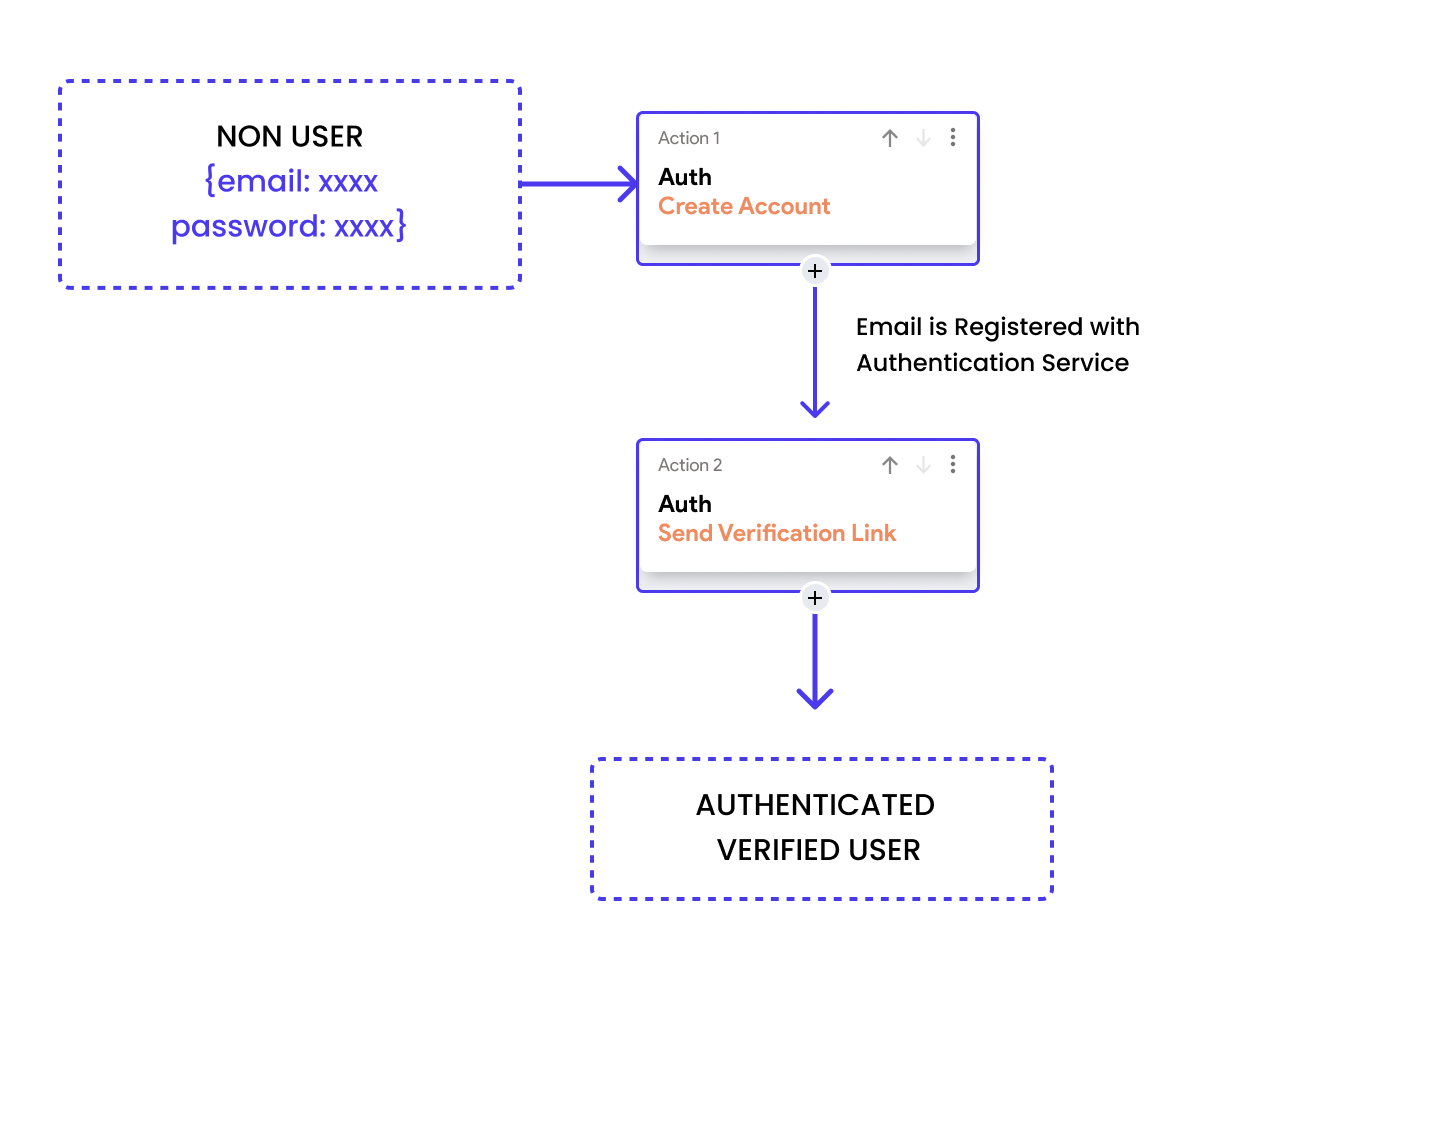 NON USER
{email: xxxx
password: xxxx}
Action 1
Auth
Create Account
Email is Registered with
Authentication Service
Action 2
Auth
Send Verification Link
AUTHENTICATED
VERIFIED USER